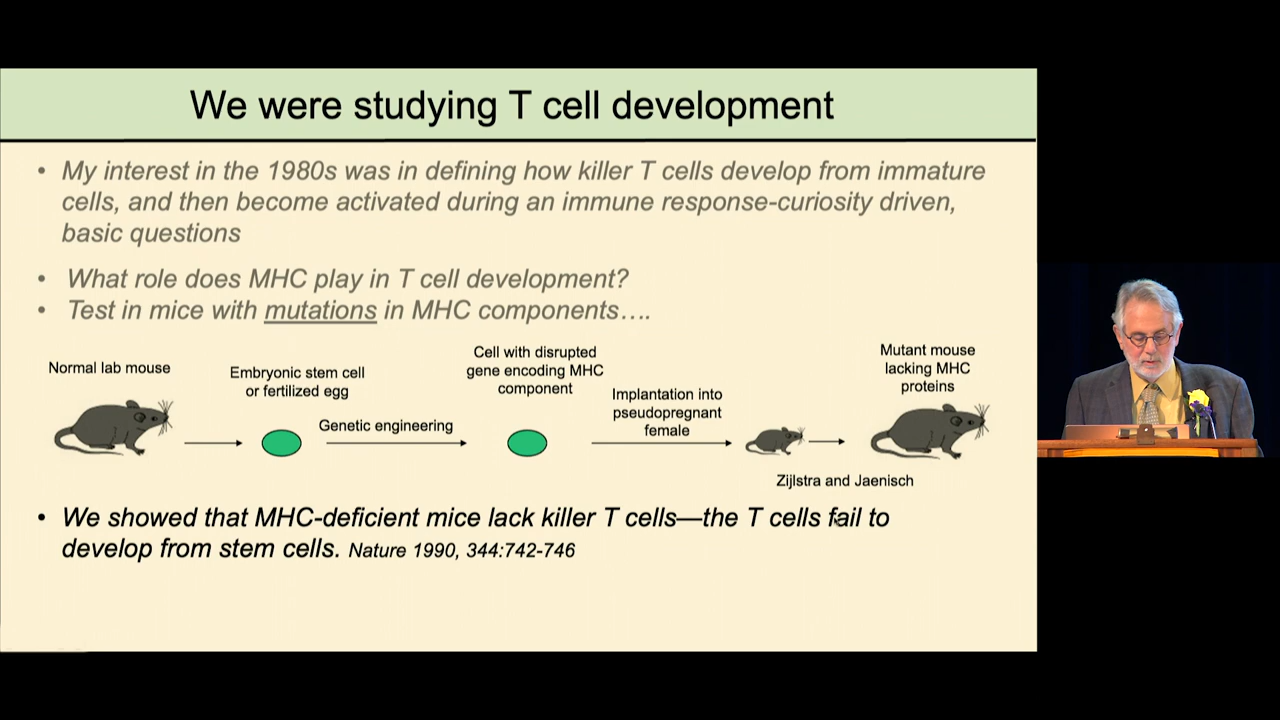 We were studying T cell development
• My interest in the 1980s was in defining how killer T cells develop from immature
cells, and then become activated during an immune response-curiosity driven,
basic questions
• What role does MHC play in T cell development?
• Test in mice with mutations in MHC components….
Normal lab mouse
Embryonic stem cell
or fertilized egg
Genetic engineering
Cell with disrupted
gene encoding MHC
component
Implantation into
pseudopregnant
female
Mutant mouse
lacking MHC
proteins
Zijlstra and Jaenisch
• We showed that MHC-deficient mice lack killer T cells—the T cells fail to
develop from stem cells. Nature 1990, 344:742-746